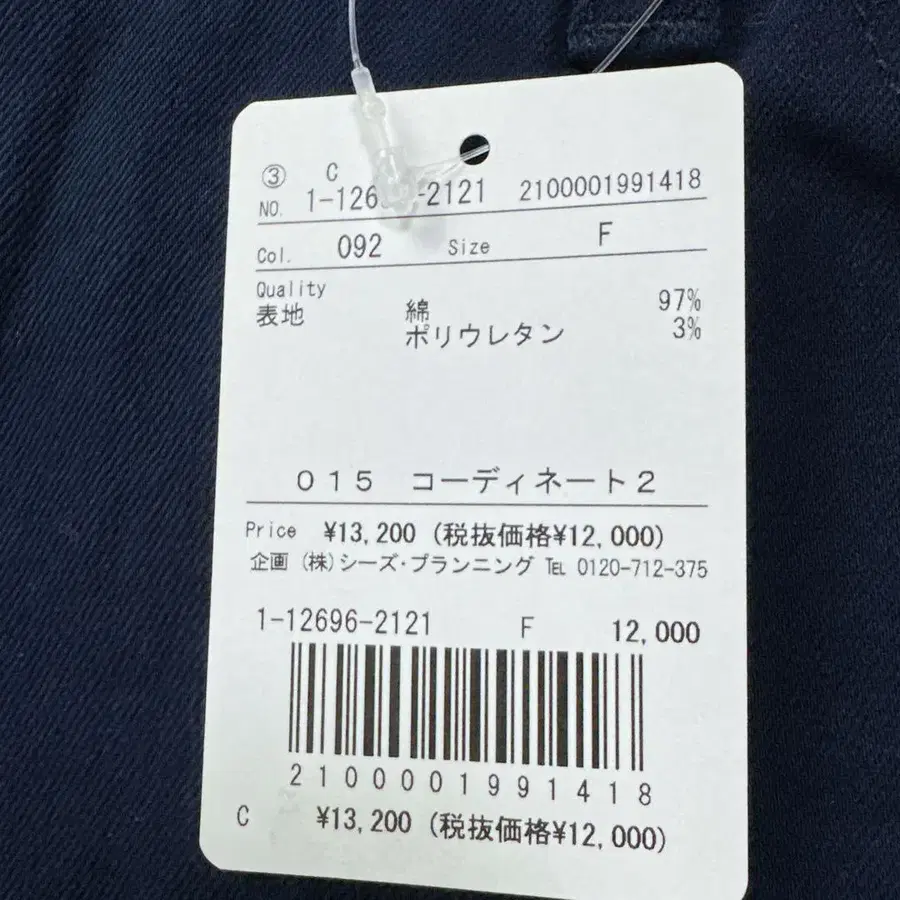 ③ C
NO. 1-126 -2121 2100001991418
Col. 092 Size F
Quality
表地 綿 97%
ポリウレタン 3%
015 コーディネート2
Price ¥13,200 (税抜価格¥12,000)
企画 (株)シーズ・プランニング TEL 0120-712-375
1-12696-2121 F 12,000
2100001991418
C ¥13,200 (税抜価格¥12,000)